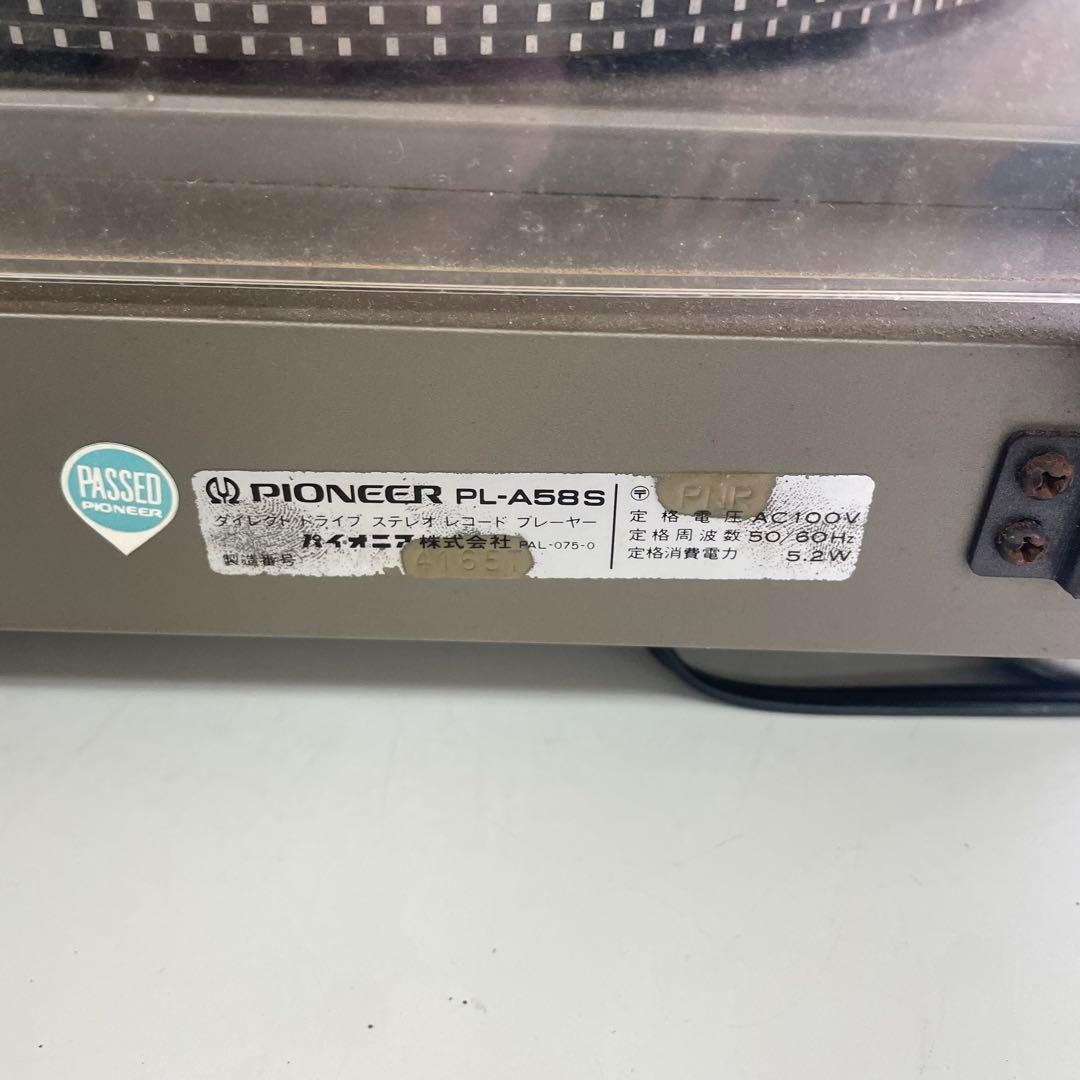 PASSED
PIONEER
PIONEER PL-A58S
ダイレクト ドライブ ステレオ レコード プレーヤー
パイオニア株式会社 PAL-075-0
製造番号
〒 PNR
定格電圧 AC100V
定格周波数 50/60Hz
定格消費電力 5.2W